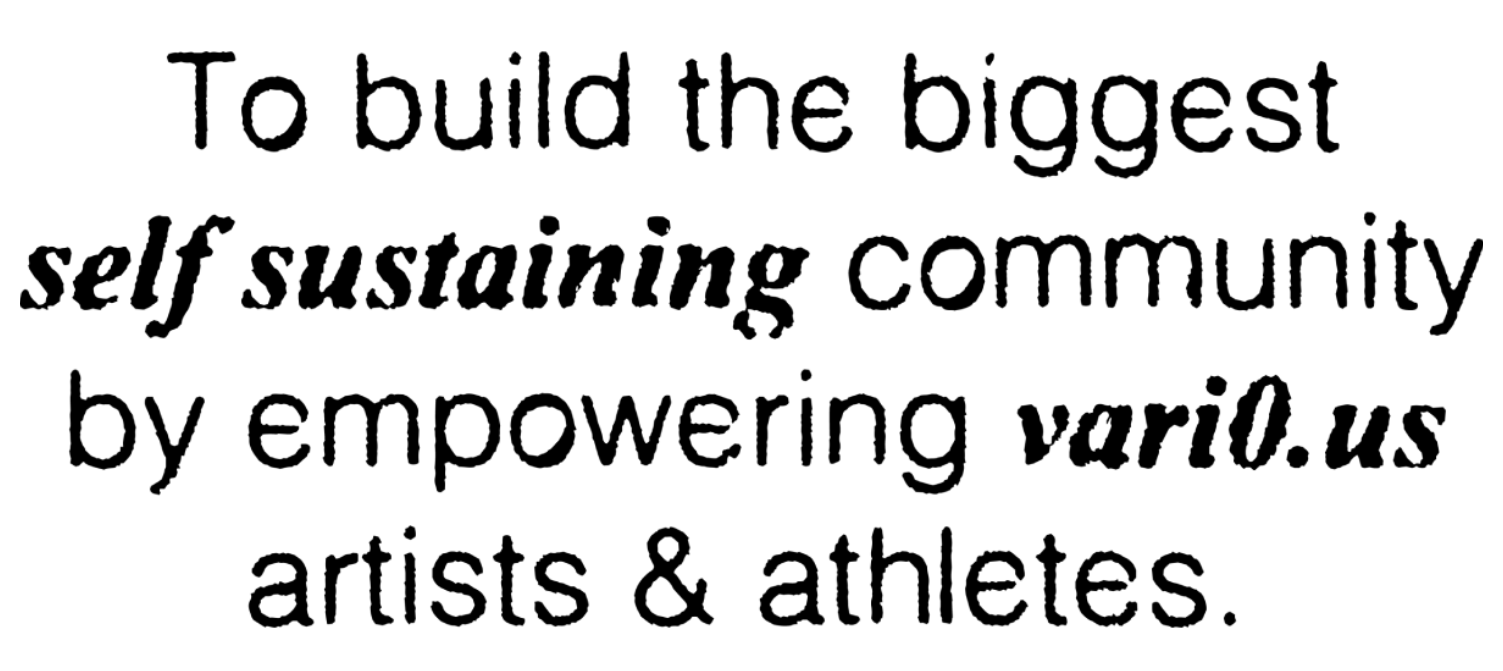 To build the biggest
self sustaining community
by empowering vari0.us
artists & athletes.